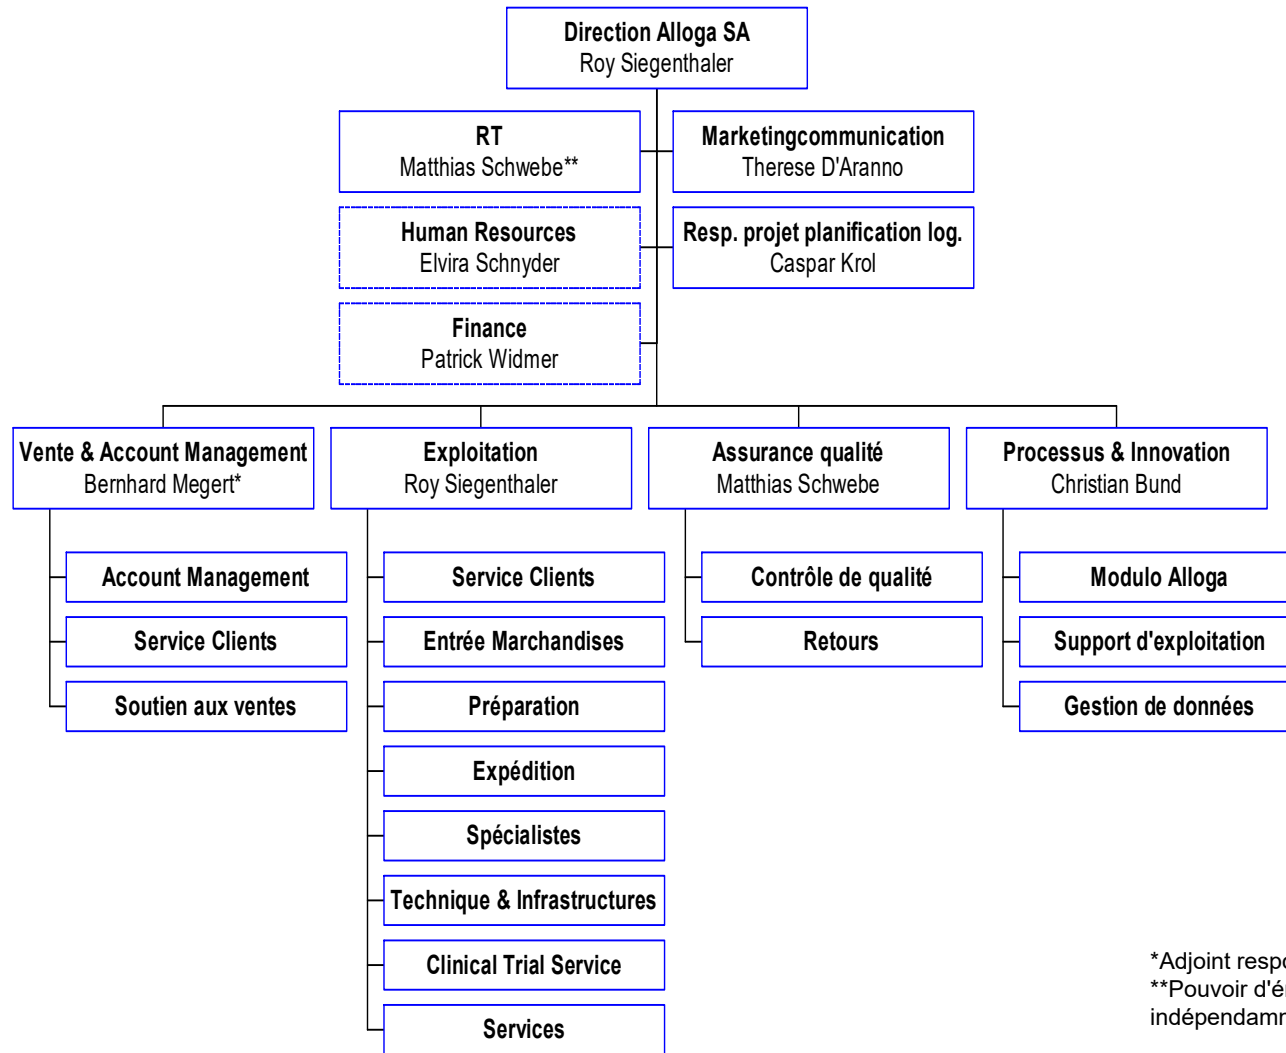 Direction Alloga SA
Roy Siegenthaler
RT
Matthias Schwebe**
Marketingcommunication
Therese D'Aranno
Human Resources
Elvira Schnyder
Resp. projet planification log.
Caspar Krol
Finance
Patrick Widmer
Vente & Account Management
Bernhard Megert*
Exploitation
Roy Siegenthaler
Assurance qualité
Matthias Schwebe
Processus & Innovation
Christian Bund
Account Management
Service Clients
Soutien aux ventes
Service Clients
Entrée Marchandises
Préparation
Expédition
Spécialistes
Technique & Infrastructures
Clinical Trial Service
Services
Contrôle de qualité
Retours
Modulo Alloga
Support d'exploitation
Gestion de données
*Adjoint
**Pouvoir